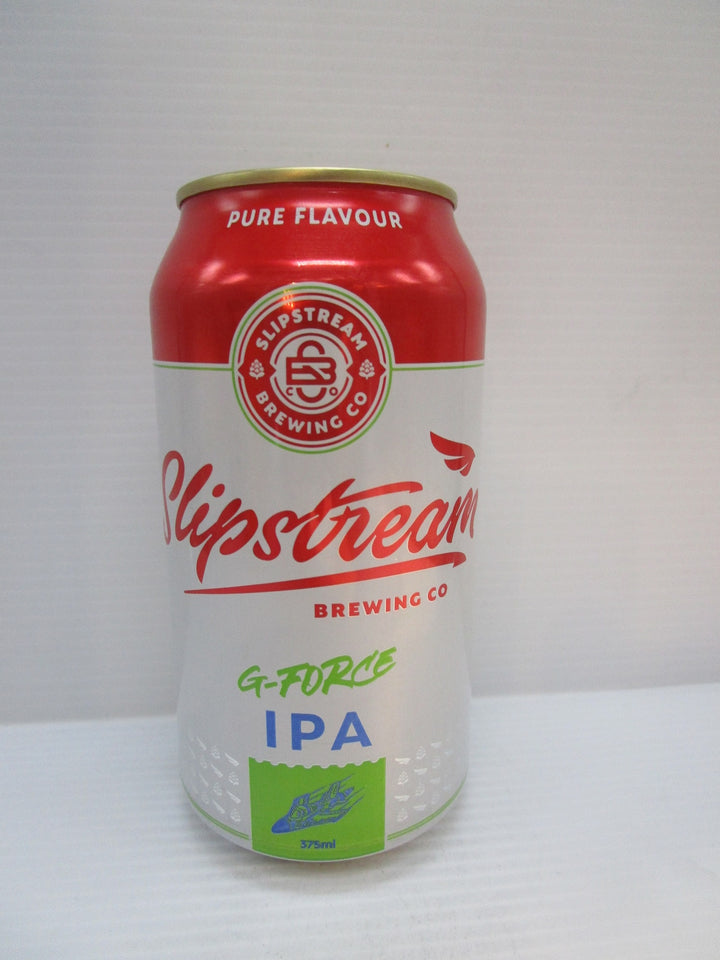 PURE FLAVOUR
SLIPSTREAM
C O
BREWING CO
Slipstream
BREWING CO
G-FORCE
IPA
375ml